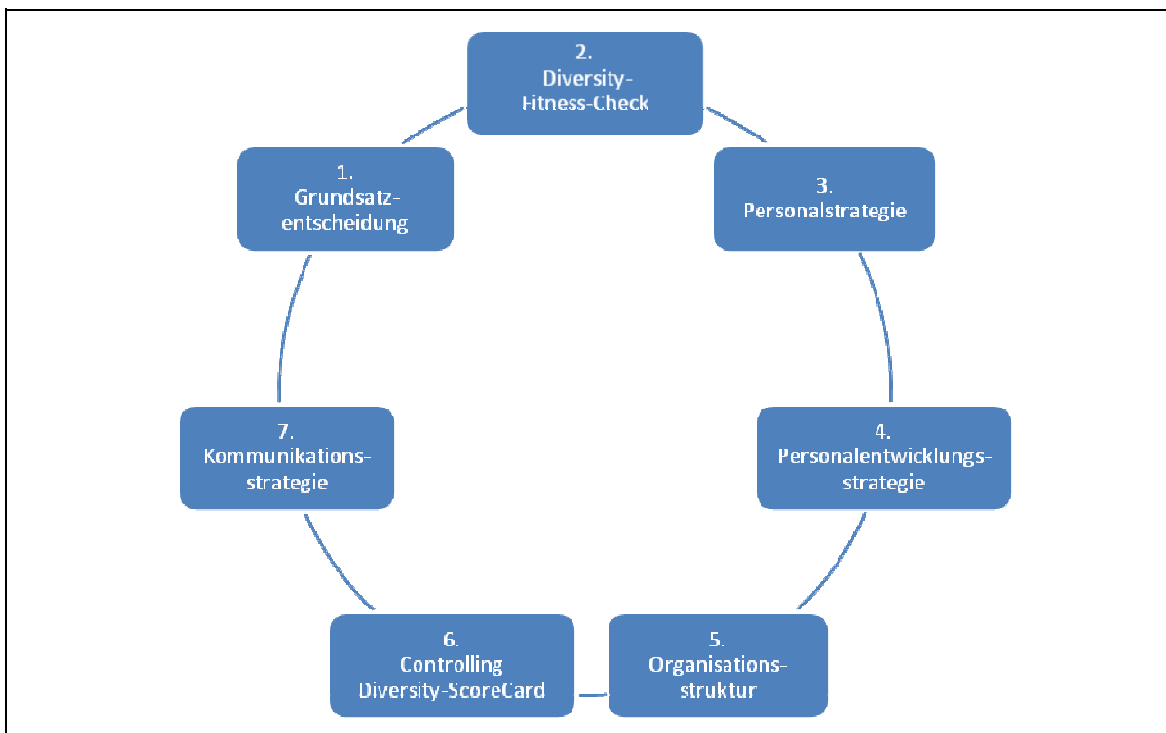 1.
Grundsatz-
entscheidung
2.
Diversity-
Fitness-Check
3.
Personalstrategie
4.
Personalentwicklungs-
strategie
5.
Organisations-
struktur
6.
Controlling
Diversity-ScoreCard
7.
Kommunikations-
strategie